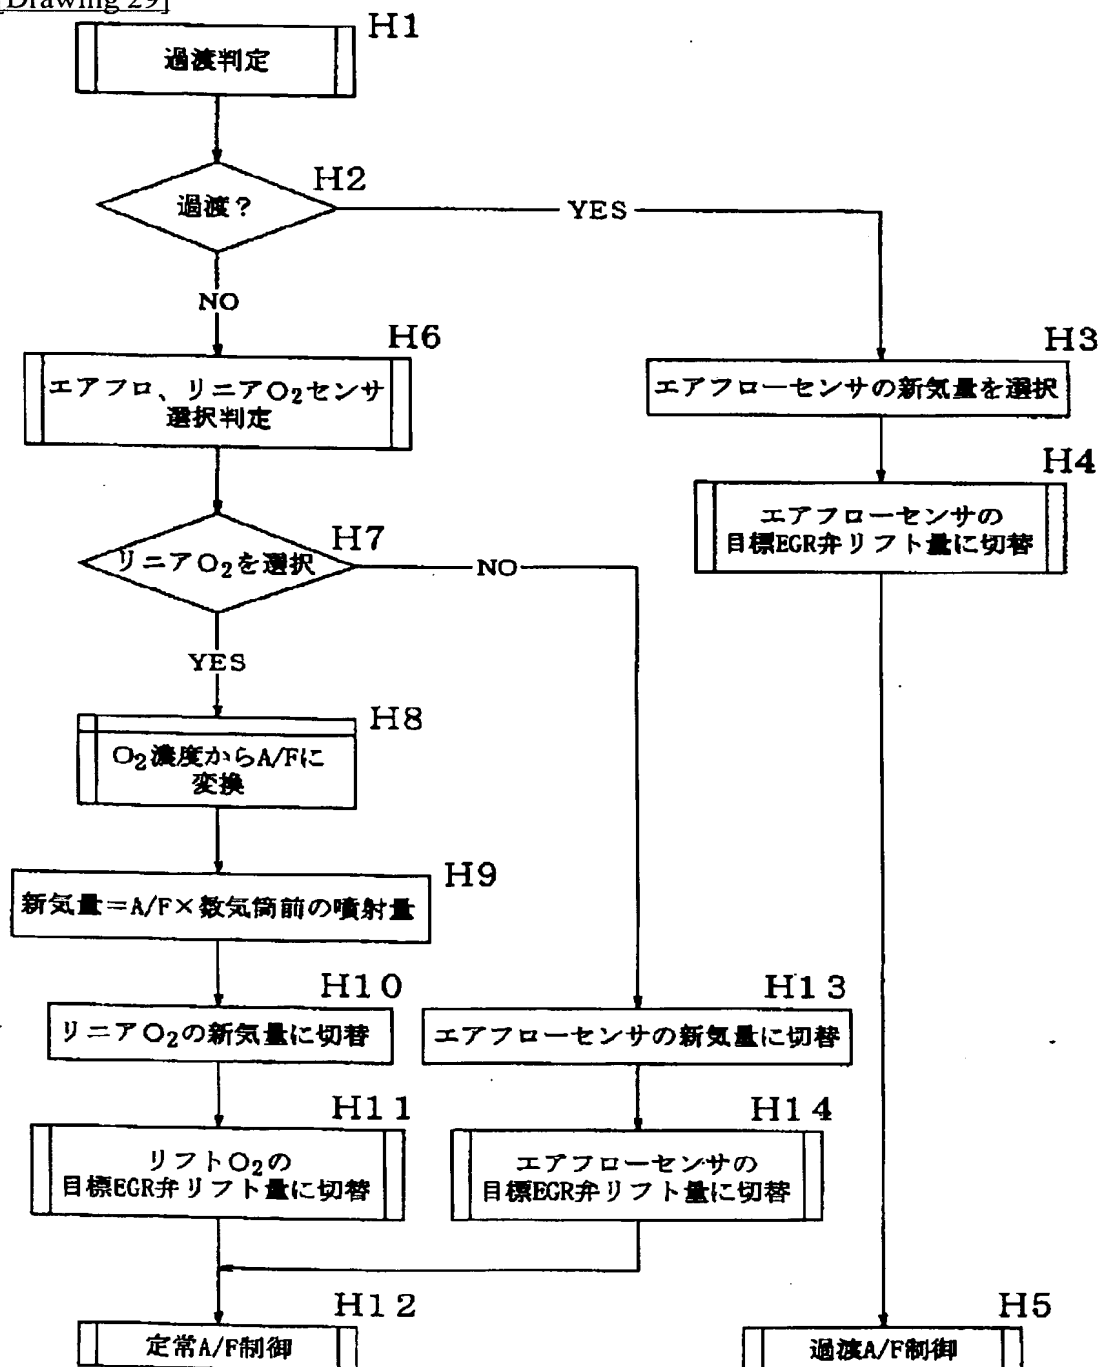 [Drawing 29]
H1
過渡判定
H2
過渡？
YES
NO
H6
エアフロ、リニアO₂センサ
選択判定
H3
エアフローセンサの新気量を選択
H4
エアフローセンサの
目標EGR弁リフト量に切替
H7
リニアO₂を選択
NO
YES
H8
O₂濃度からA/Fに
変換
H9
新気量＝A/F×数気筒前の噴射量
H10
リニアO₂の新気量に切替
H13
エアフローセンサの新気量に切替
H11
リフトO₂の
目標EGR弁リフト量に切替
H14
エアフローセンサの
目標EGR弁リフト量に切替
H12
定常A/F制御
H5
過渡A/F制御